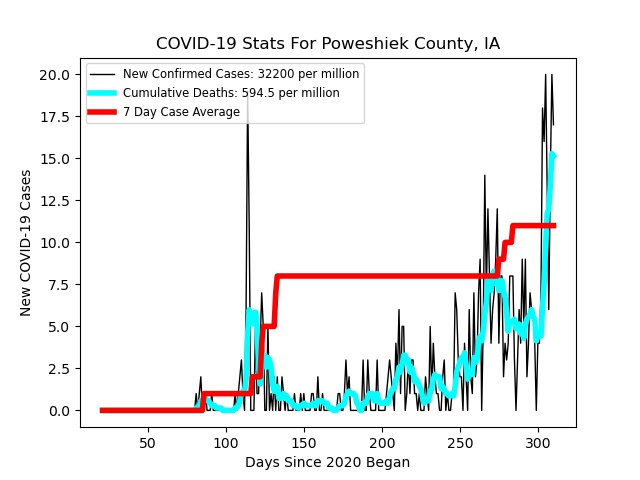 COVID-19 Stats For Poweshiek County, IA
New Confirmed Cases: 32200 per million
Cumulative Deaths: 594.5 per million
7 Day Case Average
20.0
17.5
15.0
12.5
10.0
7.5
5.0
2.5
0.0
New COVID-19 Cases
50 100 150 200 250 300
Days Since 2020 Began